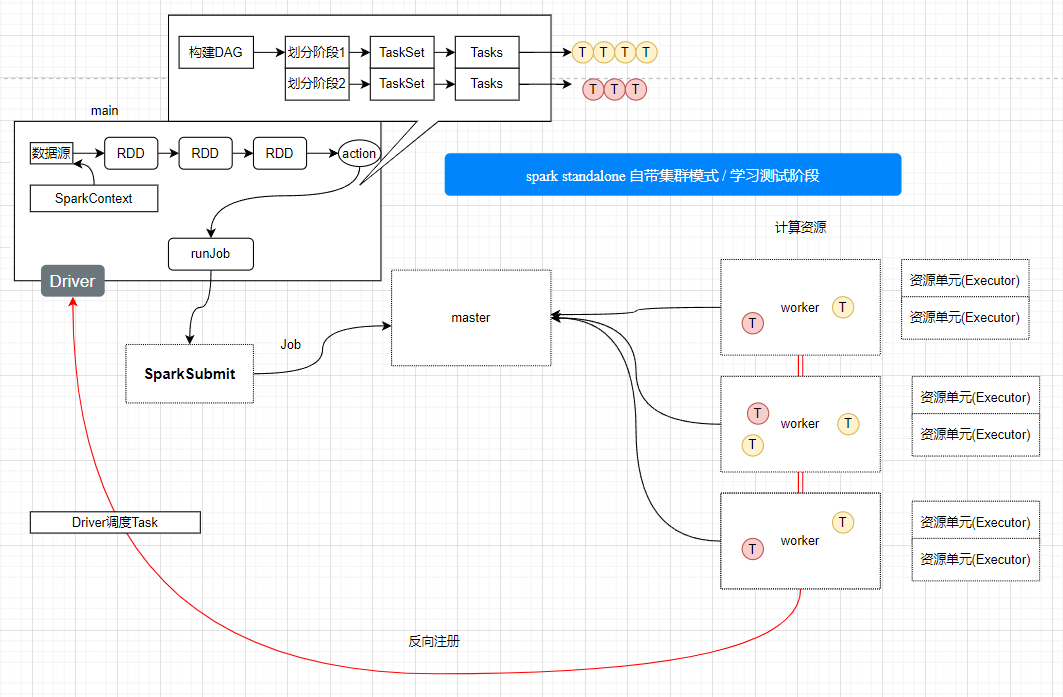 构建DAG
划分阶段1
TaskSet
Tasks
T T T T
划分阶段2
TaskSet
Tasks
T T T
main
数据源
RDD
RDD
RDD
action
SparkContext
runJob
Driver
spark standalone 自带集群模式 / 学习测试阶段
计算资源
master
Job
SparkSubmit
worker
T
T
资源单元(Executor)
资源单元(Executor)
T
worker
T
T
资源单元(Executor)
资源单元(Executor)
T
worker
T
资源单元(Executor)
资源单元(Executor)
Driver调度Task
反向注册